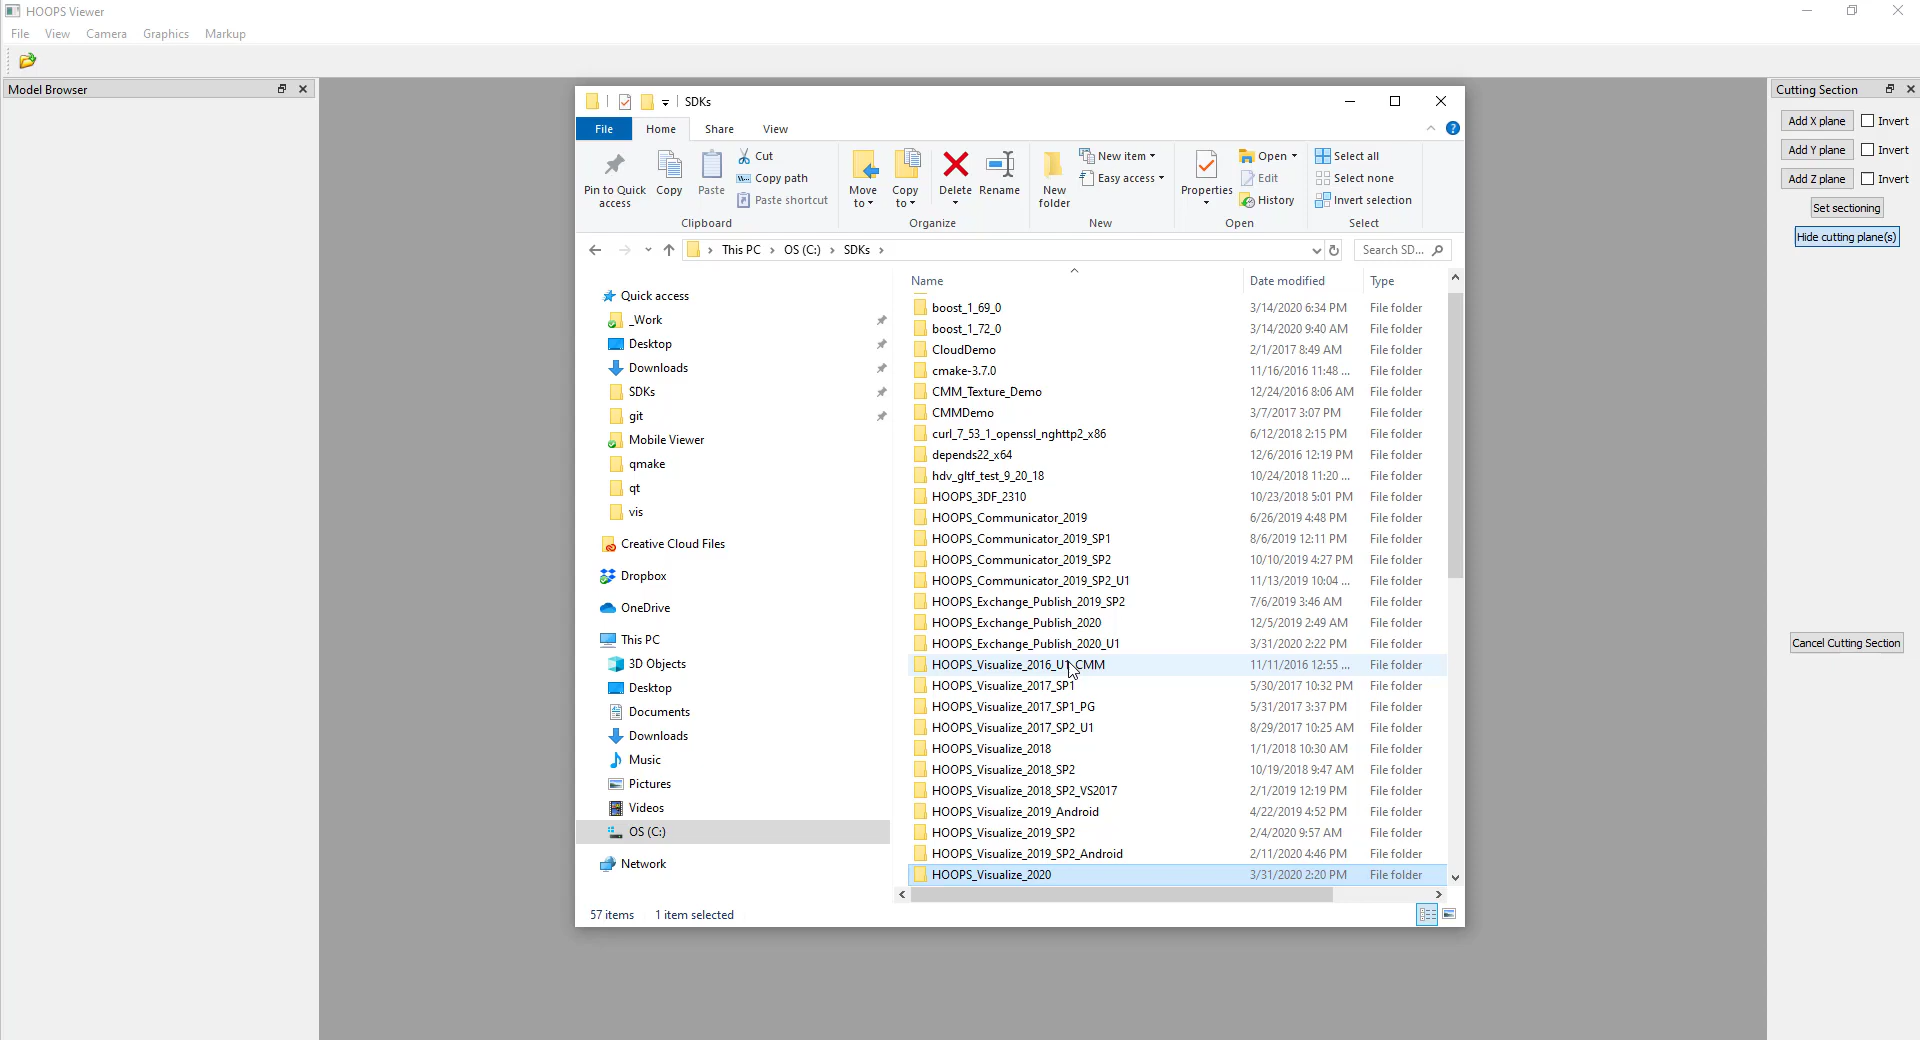 HOOPS Viewer
File View Camera Graphics Markup
Model Browser
SDKs
File Home Share View
Pin to Quick access
Copy
Paste
Cut
Copy path
Paste shortcut
Clipboard
Move to
Copy to
Delete
Rename
Organize
New folder
New item
Easy access
New
Properties
Open
Edit
History
Open
Select all
Select none
Invert selection
Select
This PC OS (C:) SDKs
Search SD...
Quick access
_Work
Desktop
Downloads
SDKs
git
Mobile Viewer
qmake
qt
vis
Creative Cloud Files
Dropbox
OneDrive
This PC
3D Objects
Desktop
Documents
Downloads
Music
Pictures
Videos
OS (C:)
Network
Name Date modified Type
boost_1_69_0 3/14/2020 6:34 PM File folder
boost_1_72_0 3/14/2020 9:40 AM File folder
CloudDemo 2/1/2017 8:49 AM File folder
cmake-3.7.0 11/16/2016 11:48 ... File folder
CMM_Texture_Demo 12/24/2016 8:06 AM File folder
CMMDemo 3/7/2017 3:07 PM File folder
curl_7_53_1_openssl_nghttp2_x86 6/12/2018 2:15 PM File folder
depends22_x64 12/6/2016 12:19 PM File folder
hdv_gltf_test_9_20_18 10/24/2018 11:20 ... File folder
HOOPS_3DF_2310 10/23/2018 5:01 PM File folder
HOOPS_Communicator_2019 6/26/2019 4:48 PM File folder
HOOPS_Communicator_2019_SP1 8/6/2019 12:11 PM File folder
HOOPS_Communicator_2019_SP2 10/10/2019 4:27 PM File folder
HOOPS_Communicator_2019_SP2_U1 11/13/2019 10:04 ... File folder
HOOPS_Exchange_Publish_2019_SP2 7/6/2019 3:46 AM File folder
HOOPS_Exchange_Publish_2020 12/5/2019 2:49 AM File folder
HOOPS_Exchange_Publish_2020_U1 3/31/2020 2:22 PM File folder
HOOPS_Visualize_2016_U1_CMM 11/11/2016 12:55 ... File folder
HOOPS_Visualize_2017_SP1 5/30/2017 10:32 PM File folder
HOOPS_Visualize_2017_SP1_PG 5/31/2017 3:37 PM File folder
HOOPS_Visualize_2017_SP2_U1 8/29/2017 10:25 AM File folder
HOOPS_Visualize_2018 1/1/2018 10:30 AM File folder
HOOPS_Visualize_2018_SP2 10/19/2018 9:47 AM File folder
HOOPS_Visualize_2018_SP2_VS2017 2/1/2019 12:19 PM File folder
HOOPS_Visualize_2019_Android 4/22/2019 4:52 PM File folder
HOOPS_Visualize_2019_SP2 2/4/2020 9:57 AM File folder
HOOPS_Visualize_2019_SP2_Android 2/11/2020 4:46 PM File folder
HOOPS_Visualize_2020 3/31/2020 2:20 PM File folder
57 items 1 item selected
Cutting Section
Add X plane Invert
Add Y plane Invert
Add Z plane Invert
Set sectioning
Hide cutting plane(s)
Cancel Cutting Section